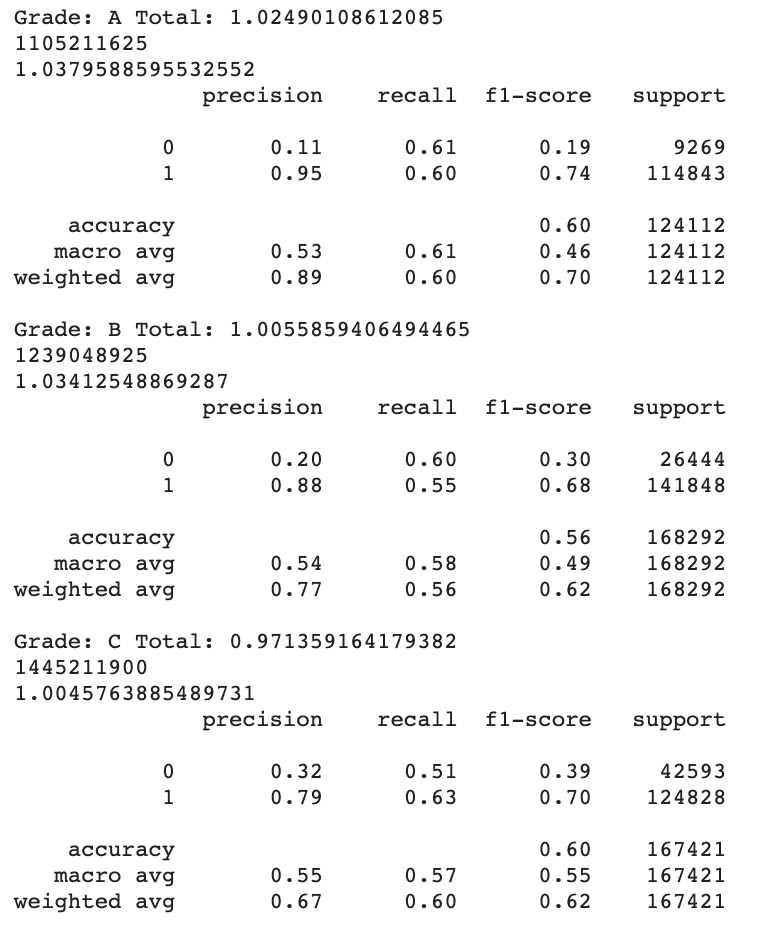 Grade: A Total: 1.02490108612085
1105211625
1.0379588595532552
precision recall f1-score support
0 0.11 0.61 0.19 9269
1 0.95 0.60 0.74 114843
accuracy 0.60 124112
macro avg 0.53 0.61 0.46 124112
weighted avg 0.89 0.60 0.70 124112
Grade: B Total: 1.0055859406494465
1239048925
1.03412548869287
precision recall f1-score support
0 0.20 0.60 0.30 26444
1 0.88 0.55 0.68 141848
accuracy 0.56 168292
macro avg 0.54 0.58 0.49 168292
weighted avg 0.77 0.56 0.62 168292
Grade: C Total: 0.971359164179382
1445211900
1.0045763885489731
precision recall f1-score support
0 0.32 0.51 0.39 42593
1 0.79 0.63 0.70 124828
accuracy 0.60 167421
macro avg 0.55 0.57 0.55 167421
weighted avg 0.67 0.60 0.62 167421